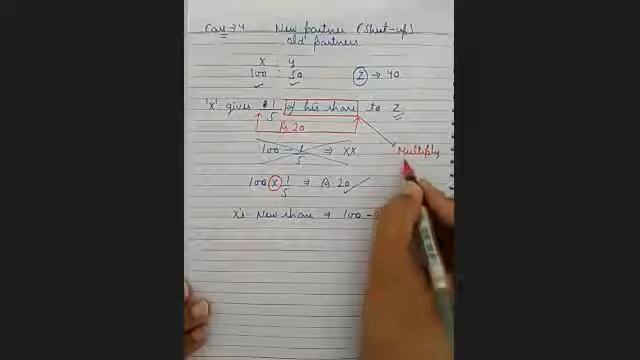 Case → 4 New partner (Shut-up)
old partners
X : Y
100 : 50 Z → 40
'X' gives 1/5 of his share to Z
Rs 20
100 - 1/5 ⇒ XX
Multiply
100 X 1/5 ⇒ Rs 20
X's New share ⇒ 100 -